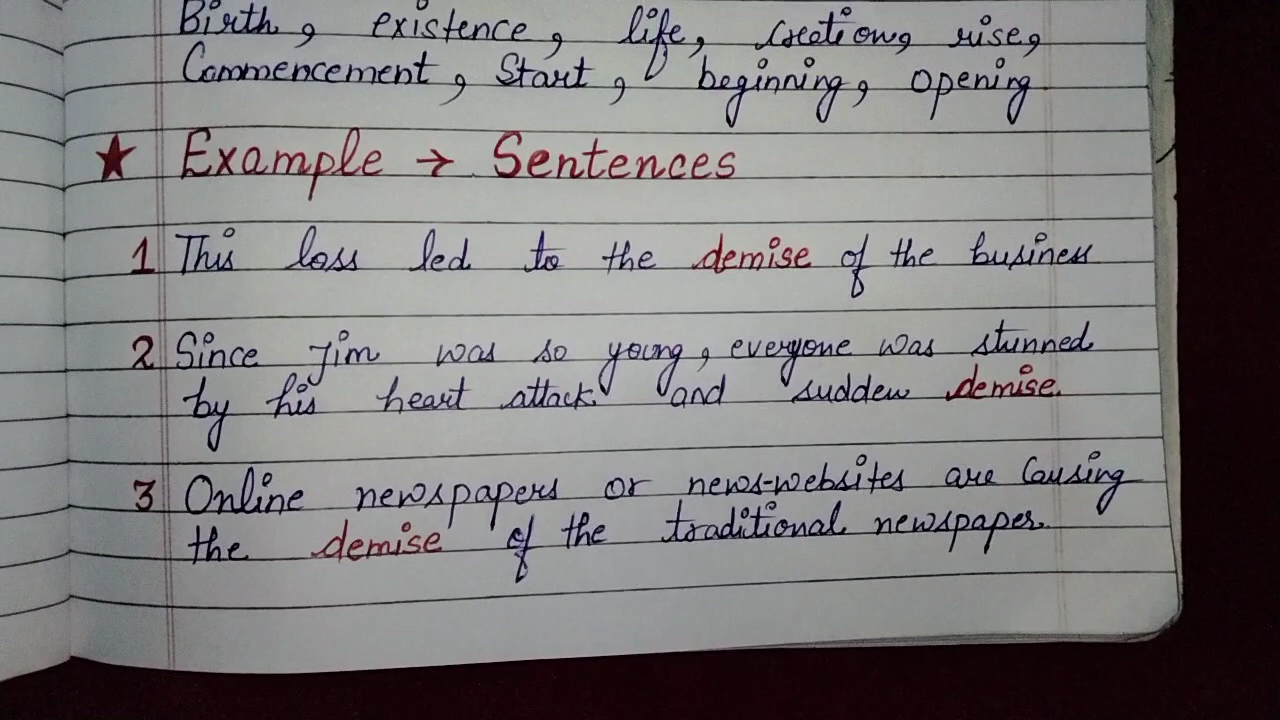 Birth, existence, life, creation, rise,
Commencement, Start, beginning, opening
★ Example → Sentences
1 This loss led to the demise of the business
2 Since Jim was so young, everyone was stunned
by his heart attack and sudden demise.
3 Online newspapers or news-websites are Causing
the demise of the traditional newspaper.